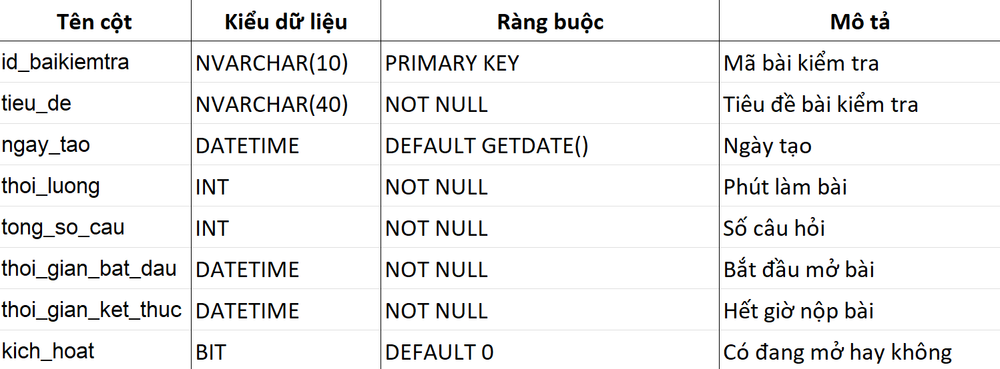 Tên cột Kiểu dữ liệu Ràng buộc Mô tả
id_baikiemtra NVARCHAR(10) PRIMARY KEY Mã bài kiểm tra
tieu_de NVARCHAR(40) NOT NULL Tiêu đề bài kiểm tra
ngay_tao DATETIME DEFAULT GETDATE() Ngày tạo
thoi_luong INT NOT NULL Phút làm bài
tong_so_cau INT NOT NULL Số câu hỏi
thoi_gian_bat_dau DATETIME NOT NULL Bắt đầu mở bài
thoi_gian_ket_thuc DATETIME NOT NULL Hết giờ nộp bài
kich_hoat BIT DEFAULT 0 Có đang mở hay không